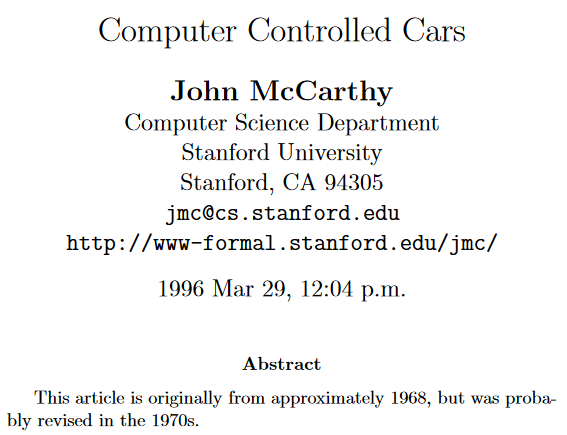 Computer Controlled Cars
John McCarthy
Computer Science Department
Stanford University
Stanford, CA 94305
jmc@cs.stanford.edu
http://www-formal.stanford.edu/jmc/
1996 Mar 29, 12:04 p.m.
Abstract
This article is originally from approximately 1968, but was proba-
bly revised in the 1970s.